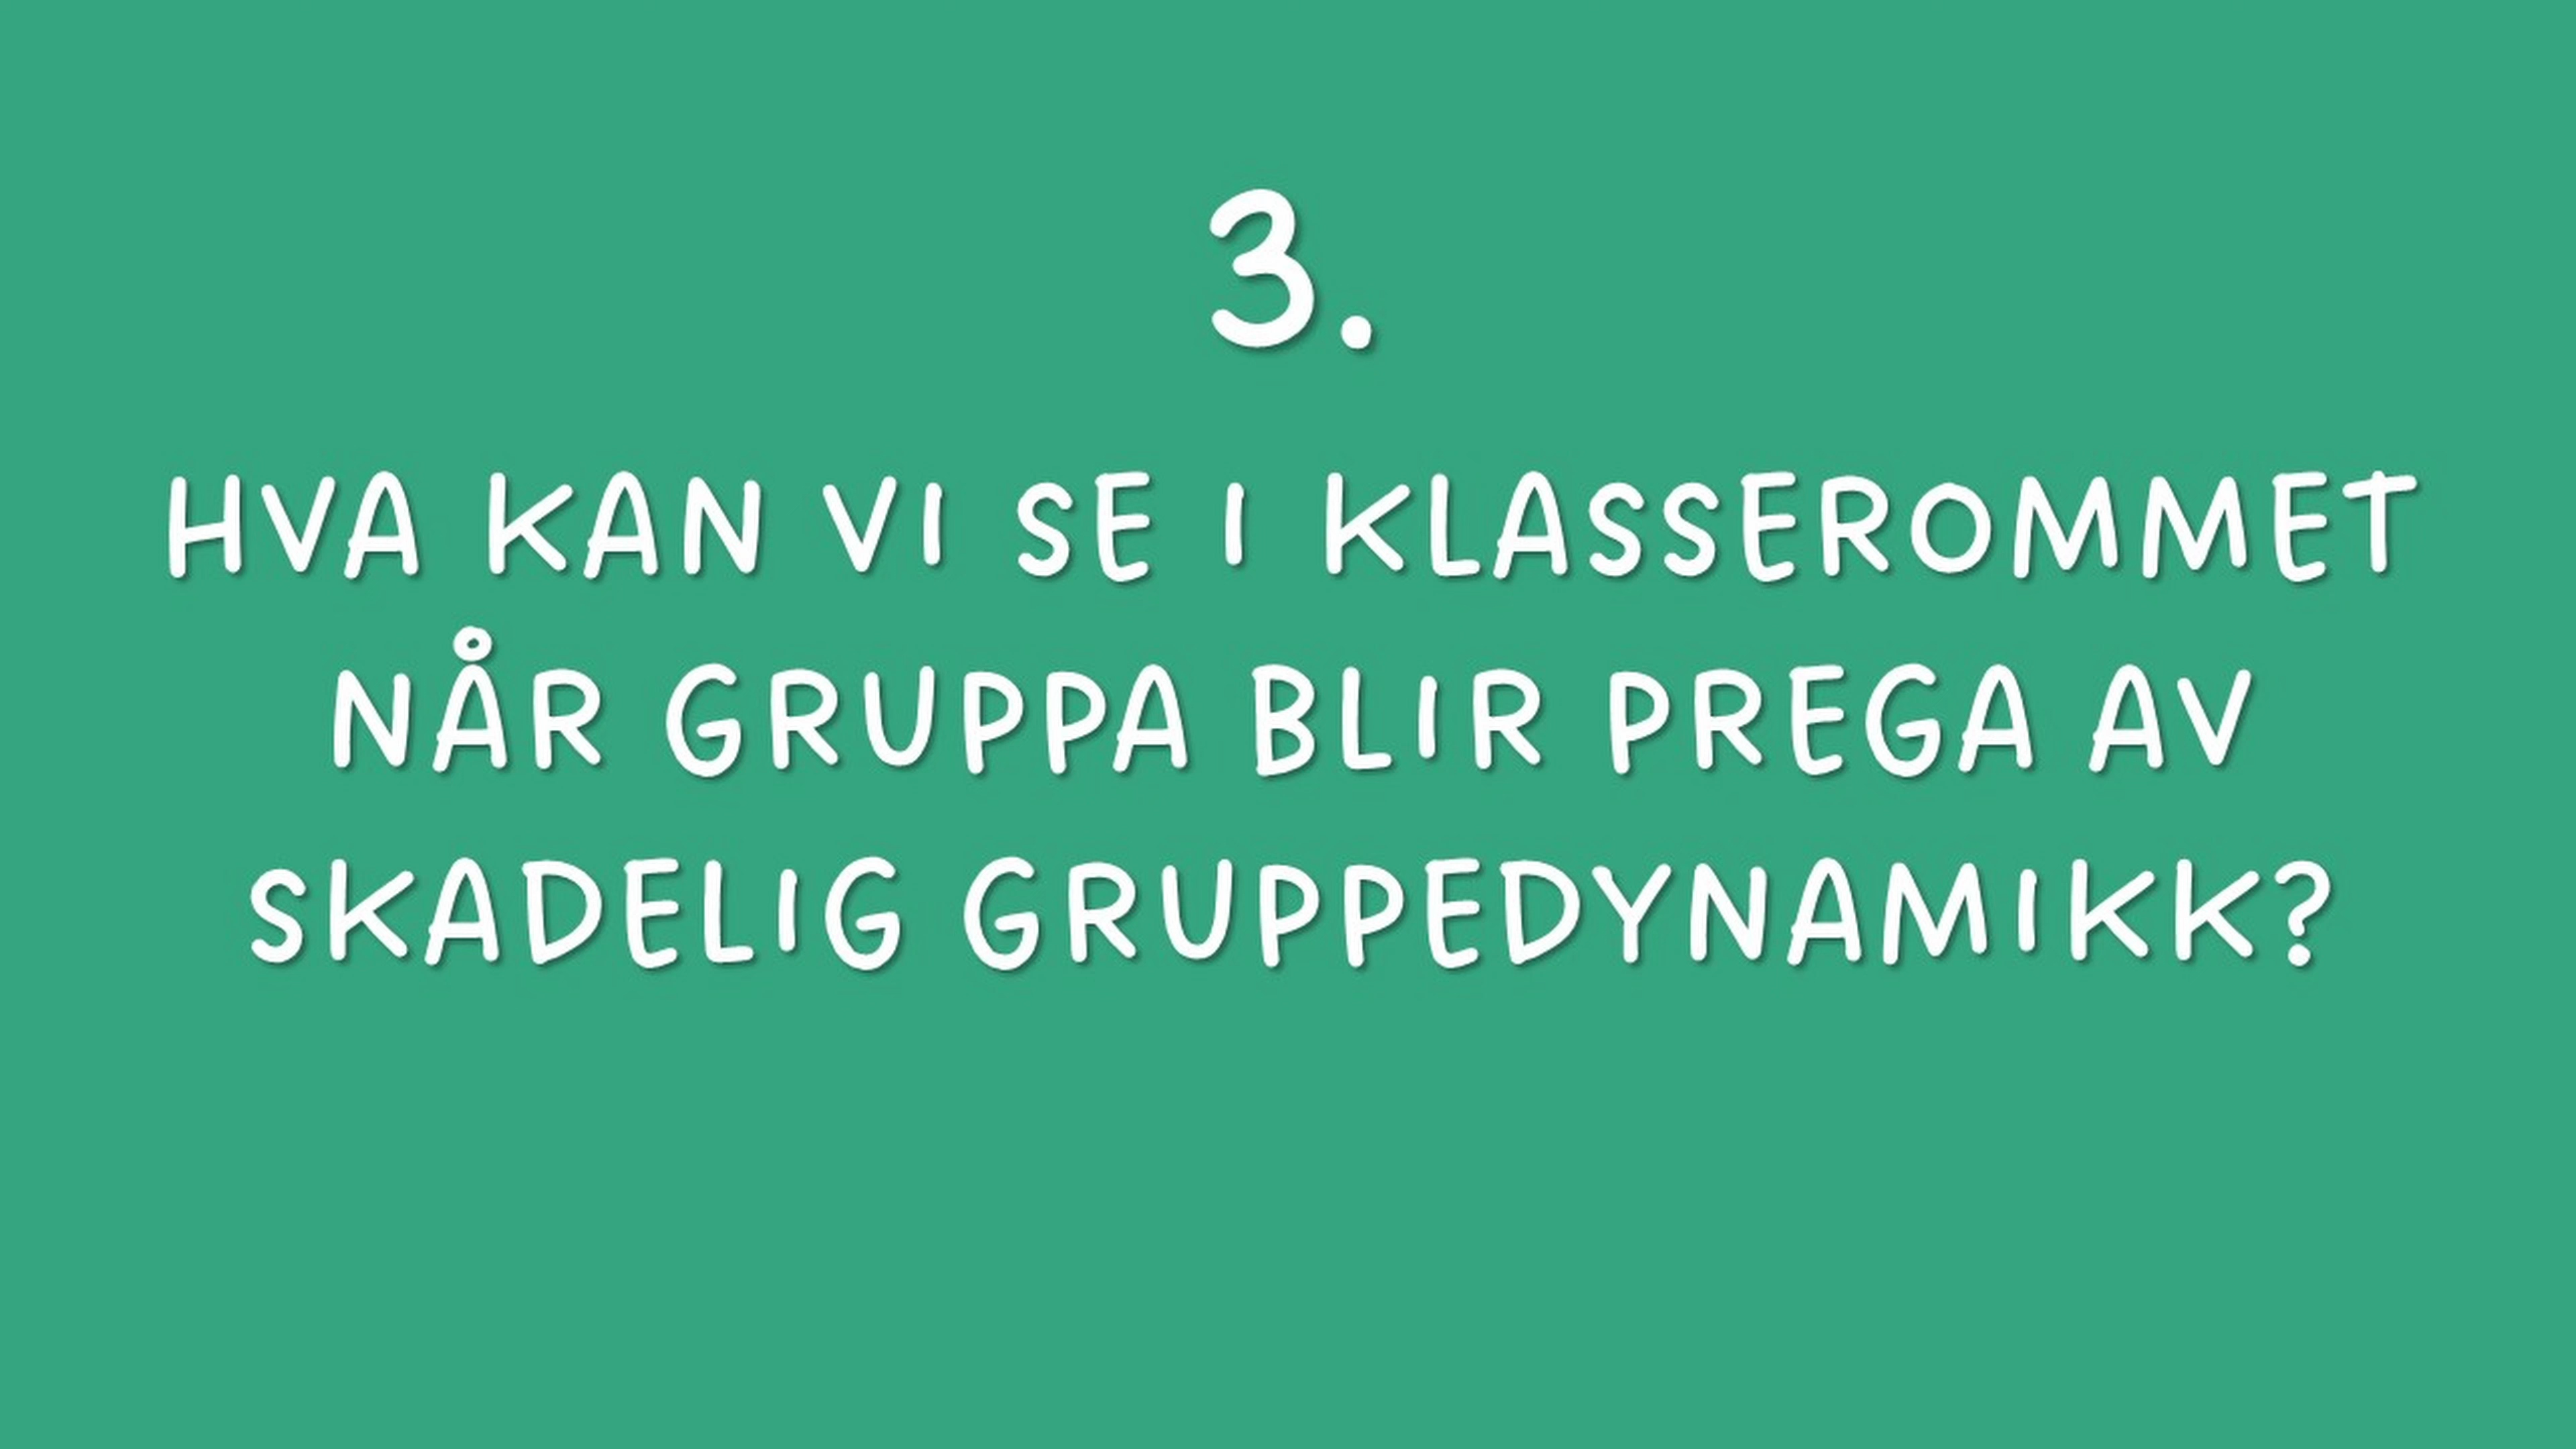 3.
HVA KAN VI SE I KLASSEROMMET
NÅR GRUPPA BLIR PREGA AV
SKADELIG GRUPPEDYNAMIKK?